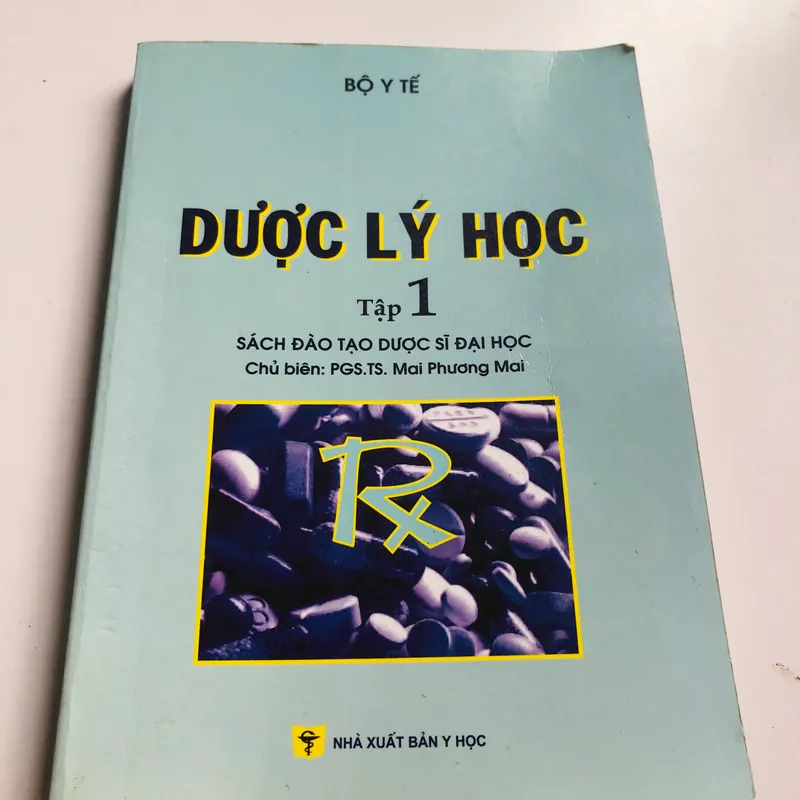 BỘ Y TẾ
DƯỢC LÝ HỌC
Tập 1
SÁCH ĐÀO TẠO DƯỢC SĨ ĐẠI HỌC
Chủ biên: PGS.TS. Mai Phương Mai
Rx
NHÀ XUẤT BẢN Y HỌC